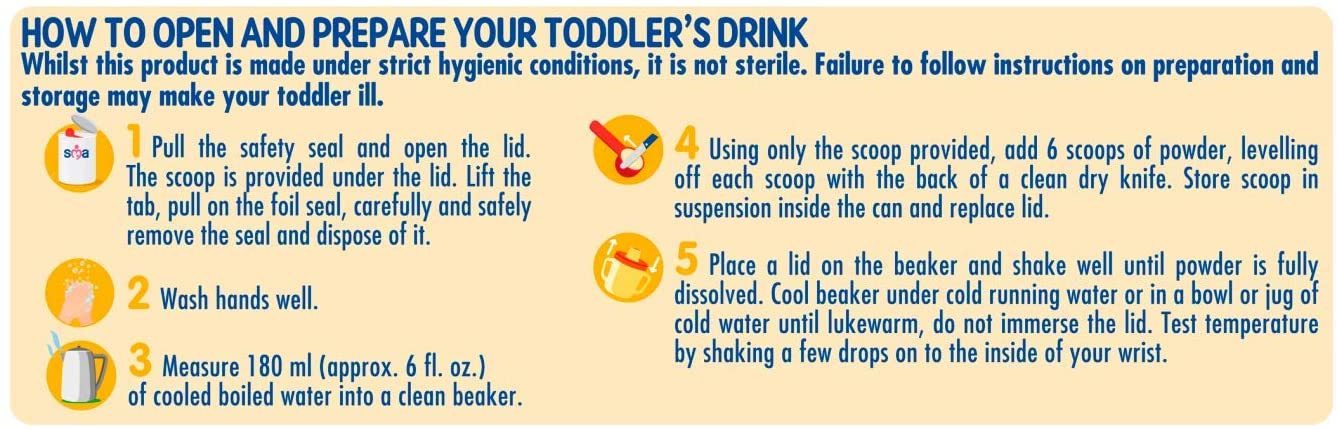 HOW TO OPEN AND PREPARE YOUR TODDLER'S DRINK
Whilst this product is made under strict hygienic conditions, it is not sterile. Failure to follow instructions on preparation and
storage may make your toddler ill.
sma
1 Pull the safety seal and open the lid.
The scoop is provided under the lid. Lift the
tab, pull on the foil seal, carefully and safely
remove the seal and dispose of it.
2 Wash hands well.
3 Measure 180 ml (approx. 6 fl. oz.)
of cooled boiled water into a clean beaker.
4 Using only the scoop provided, add 6 scoops of powder, levelling
off each scoop with the back of a clean dry knife. Store scoop in
suspension inside the can and replace lid.
5 Place a lid on the beaker and shake well until powder is fully
dissolved. Cool beaker under cold running water or in a bowl or jug of
cold water until lukewarm, do not immerse the lid. Test temperature
by shaking a few drops on to the inside of your wrist.